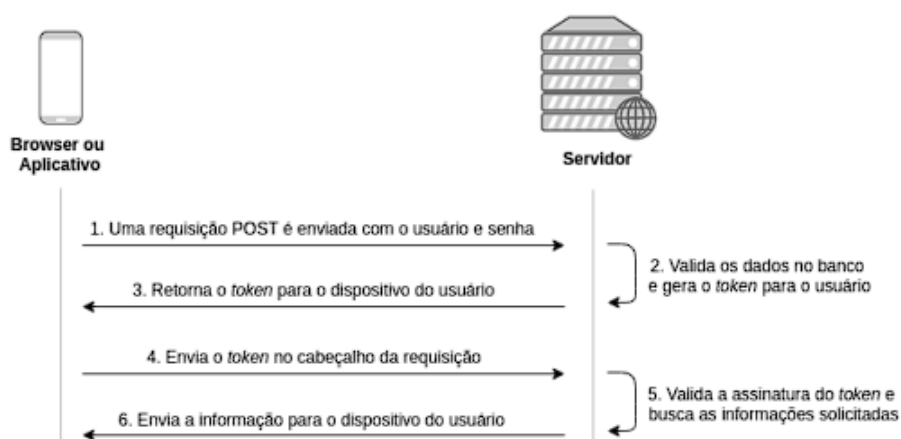 Browser ou
Aplicativo
Servidor
1. Uma requisição POST é enviada com o usuário e senha
2. Valida os dados no banco
e gera o token para o usuário
3. Retorna o token para o dispositivo do usuário
4. Envia o token no cabeçalho da requisição
5. Valida a assinatura do token e
busca as informações solicitadas
6. Envia a informação para o dispositivo do usuário